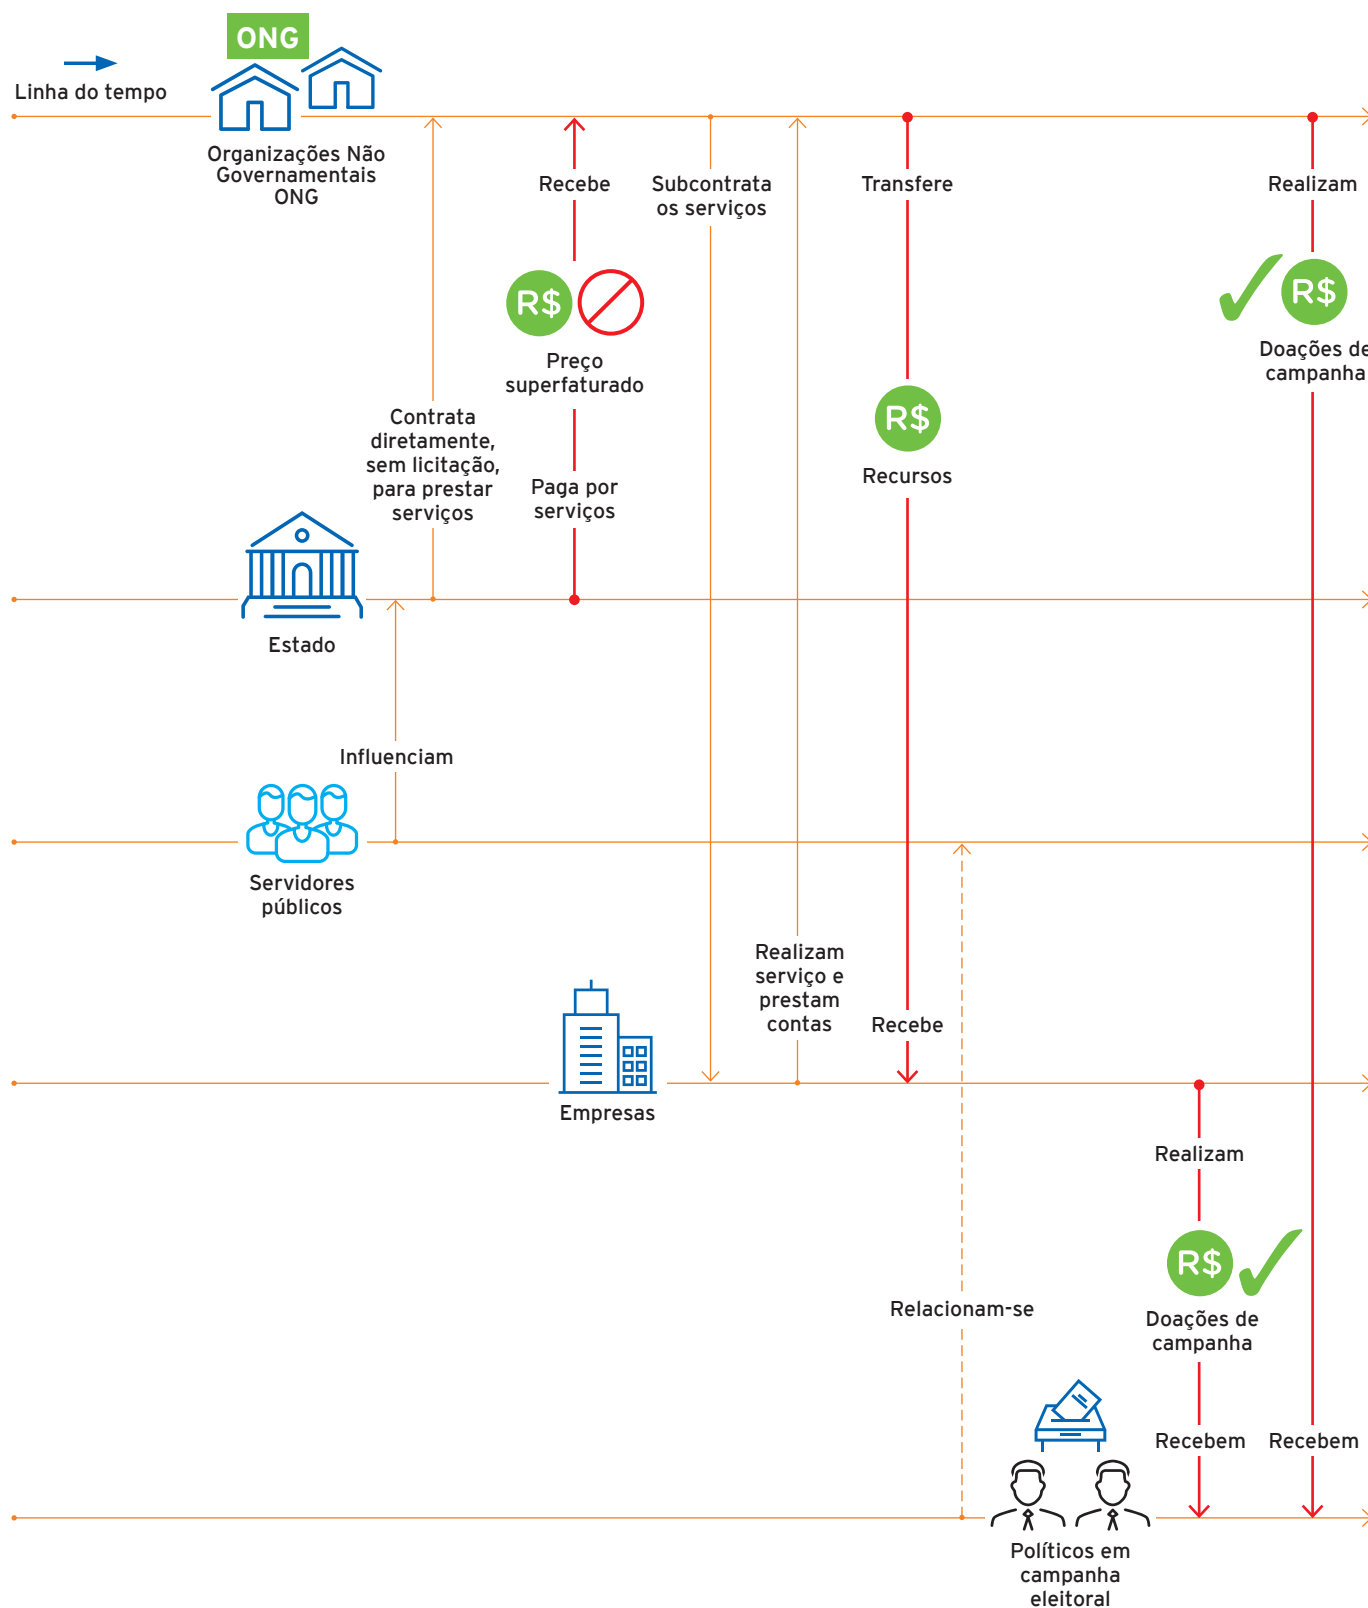 ONG
Linha do tempo
Organizações Não
Governamentais
ONG
Recebe
Subcontrata
os serviços
Transfere
Realizam
R$
R$
Preço
superfaturado
Doações de
campanha
Contrata
diretamente,
sem licitação,
para prestar
serviços
R$
Recursos
Paga por
serviços
Estado
Influenciam
Servidores
públicos
Realizam
serviço e
prestam
contas
Recebe
Empresas
Realizam
R$
Doações de
campanha
Relacionam-se
Recebem
Recebem
Políticos em
campanha
eleitoral